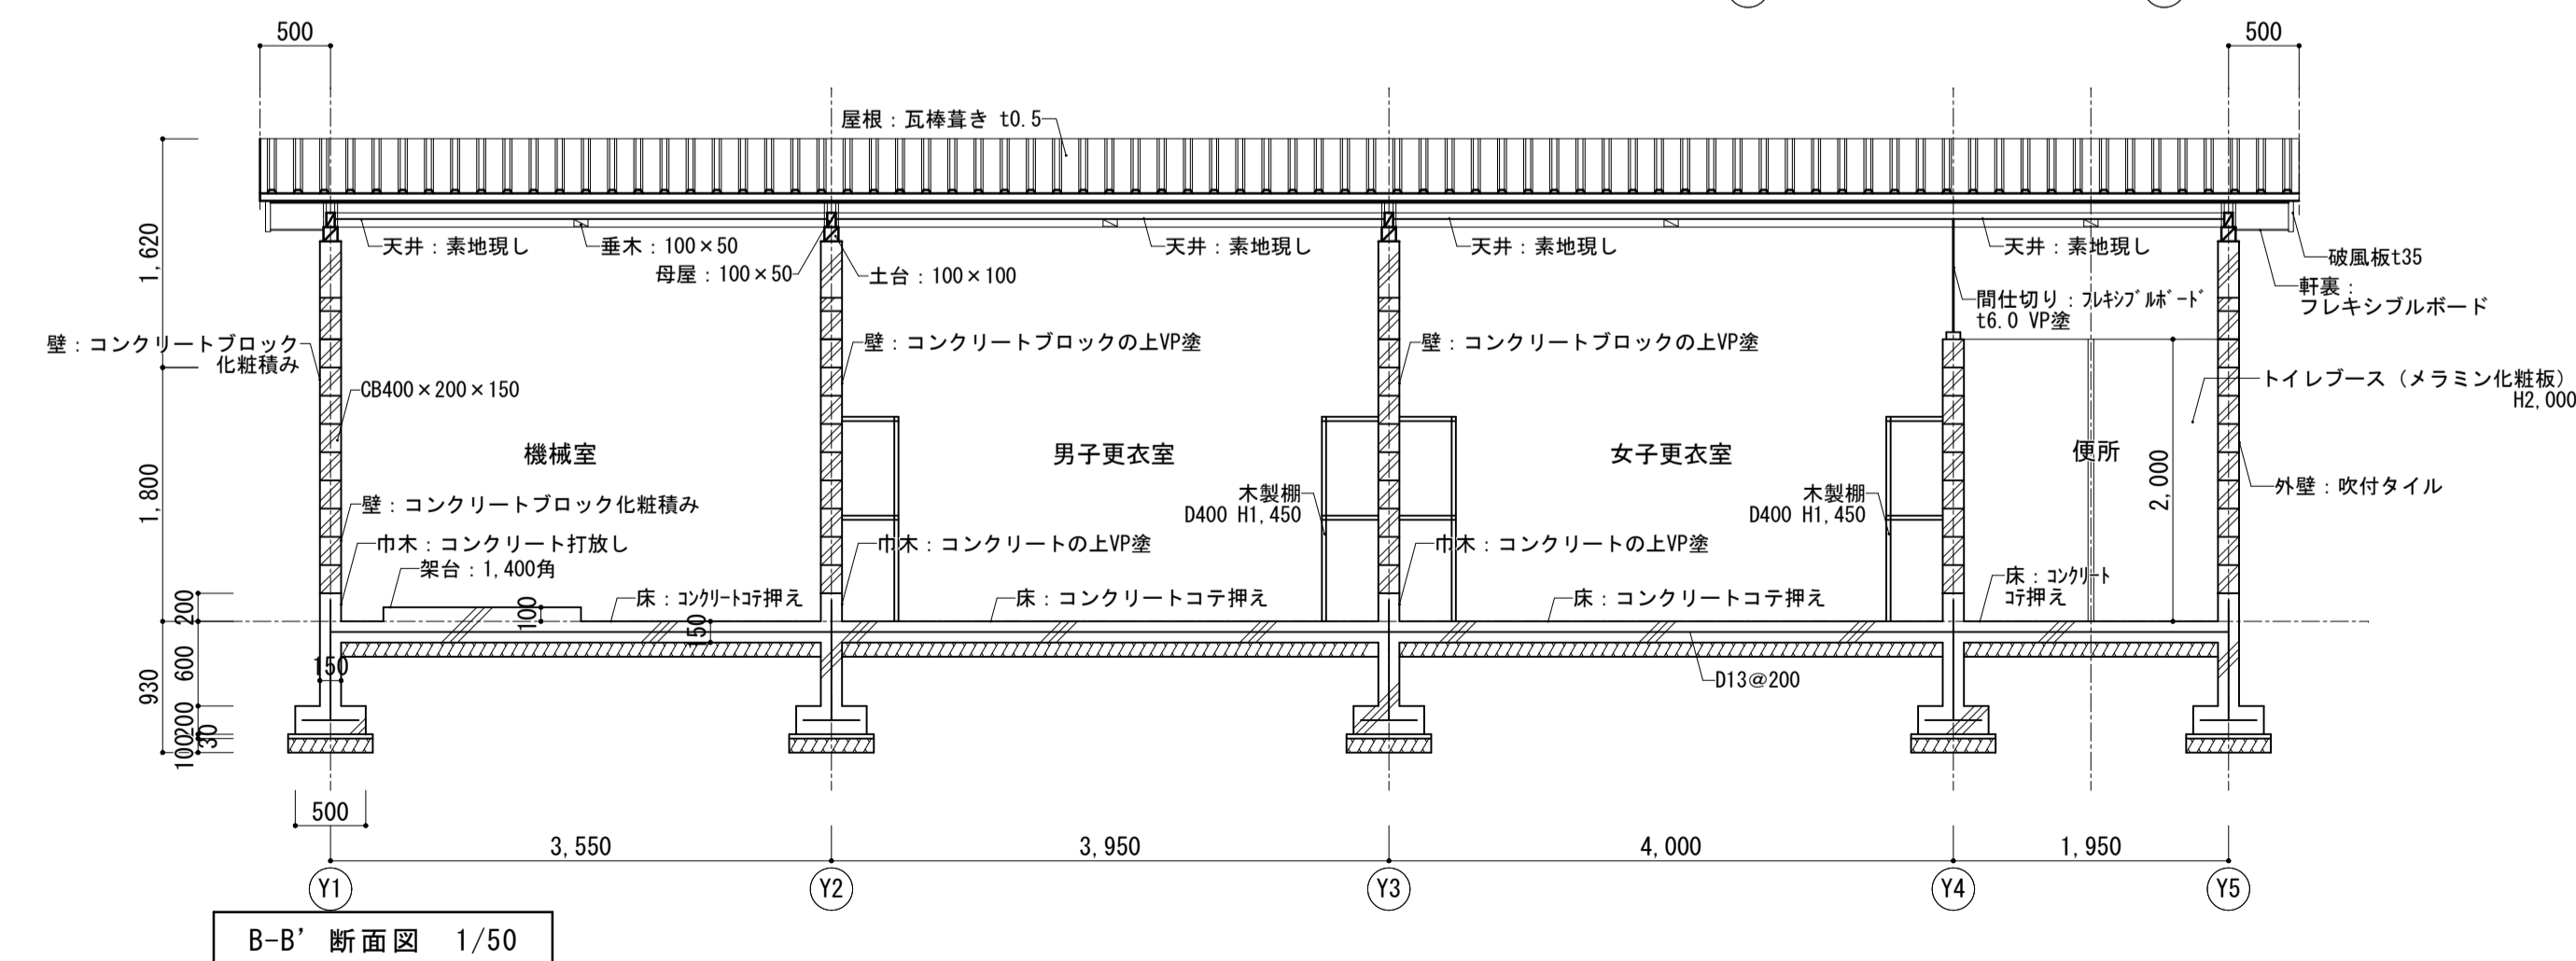 500
500
屋根：瓦棒葺き t0.5
1,620
天井：素地現し
垂木：100×50
天井：素地現し
天井：素地現し
天井：素地現し
母屋：100×50
土台：100×100
破風板t35
軒裏：
フレキシブルボード
間仕切り：ﾌﾚｷｼﾌﾞﾙﾎﾞｰﾄﾞ
t6.0 VP塗
壁：コンクリートブロック
化粧積み
壁：コンクリートブロックの上VP塗
壁：コンクリートブロックの上VP塗
CB400×200×150
トイレブース（メラミン化粧板）
H2,000
機械室
男子更衣室
女子更衣室
便所
1,800
2,000
壁：コンクリートブロック化粧積み
木製棚
D400 H1,450
木製棚
D400 H1,450
外壁：吹付タイル
巾木：コンクリート打放し
巾木：コンクリートの上VP塗
巾木：コンクリートの上VP塗
架台：1,400角
床：ｺﾝｸﾘｰﾄｺﾃ押え
床：コンクリートコテ押え
床：コンクリートコテ押え
床：ｺﾝｸﾘｰﾄ
ｺﾃ押え
200
100
150
150
930
600
200
30
100
D13@200
500
3,550
3,950
4,000
1,950
Y1
Y2
Y3
Y4
Y5
B-B’ 断面図 1/50